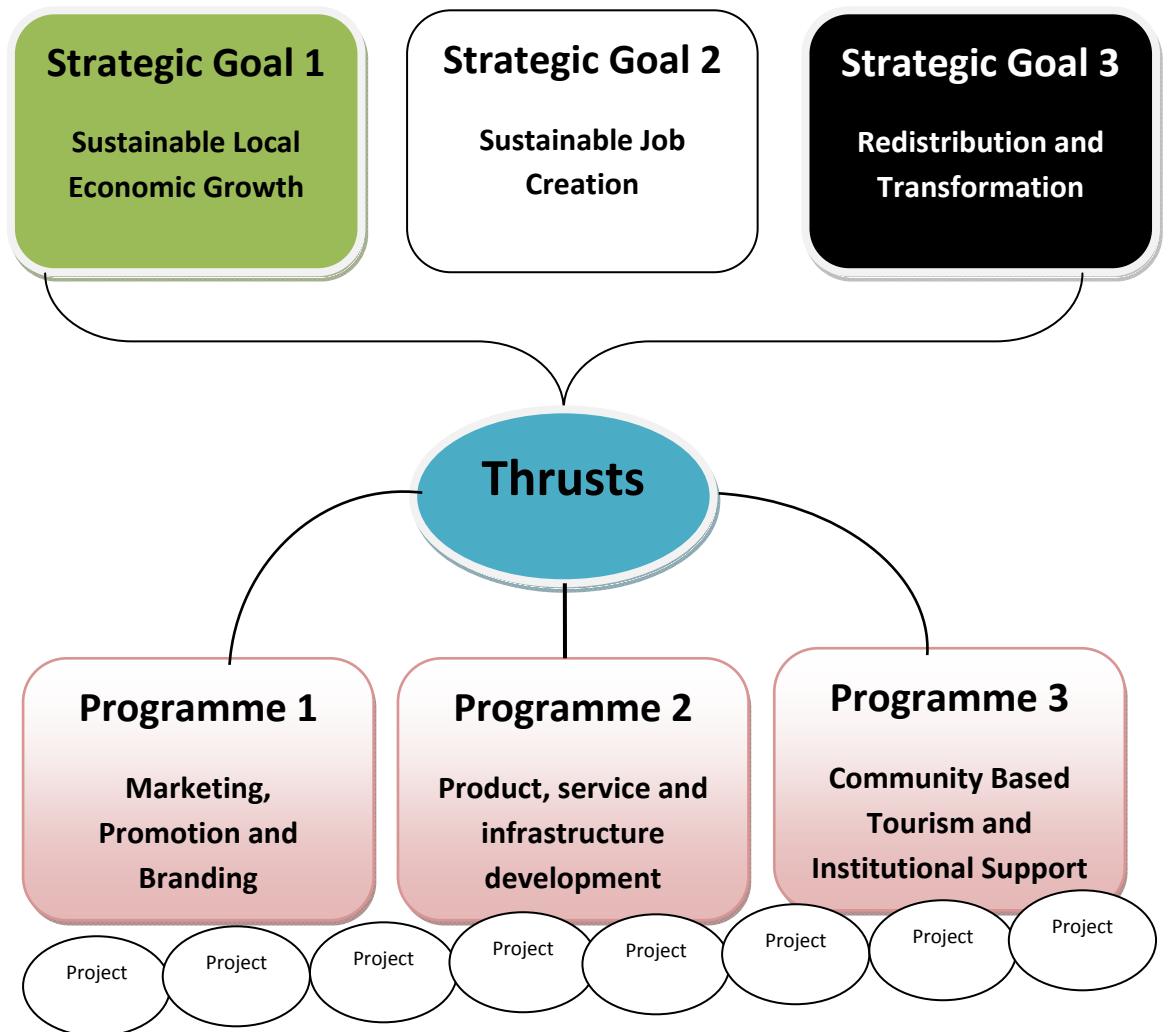 Strategic Goal 1
Sustainable Local
Economic Growth
Strategic Goal 2
Sustainable Job
Creation
Strategic Goal 3
Redistribution and
Transformation
Thrusts
Programme 1
Marketing,
Promotion and
Branding
Programme 2
Product, service and
infrastructure
development
Programme 3
Community Based
Tourism and
Institutional Support
Project
Project
Project
Project
Project
Project
Project
Project